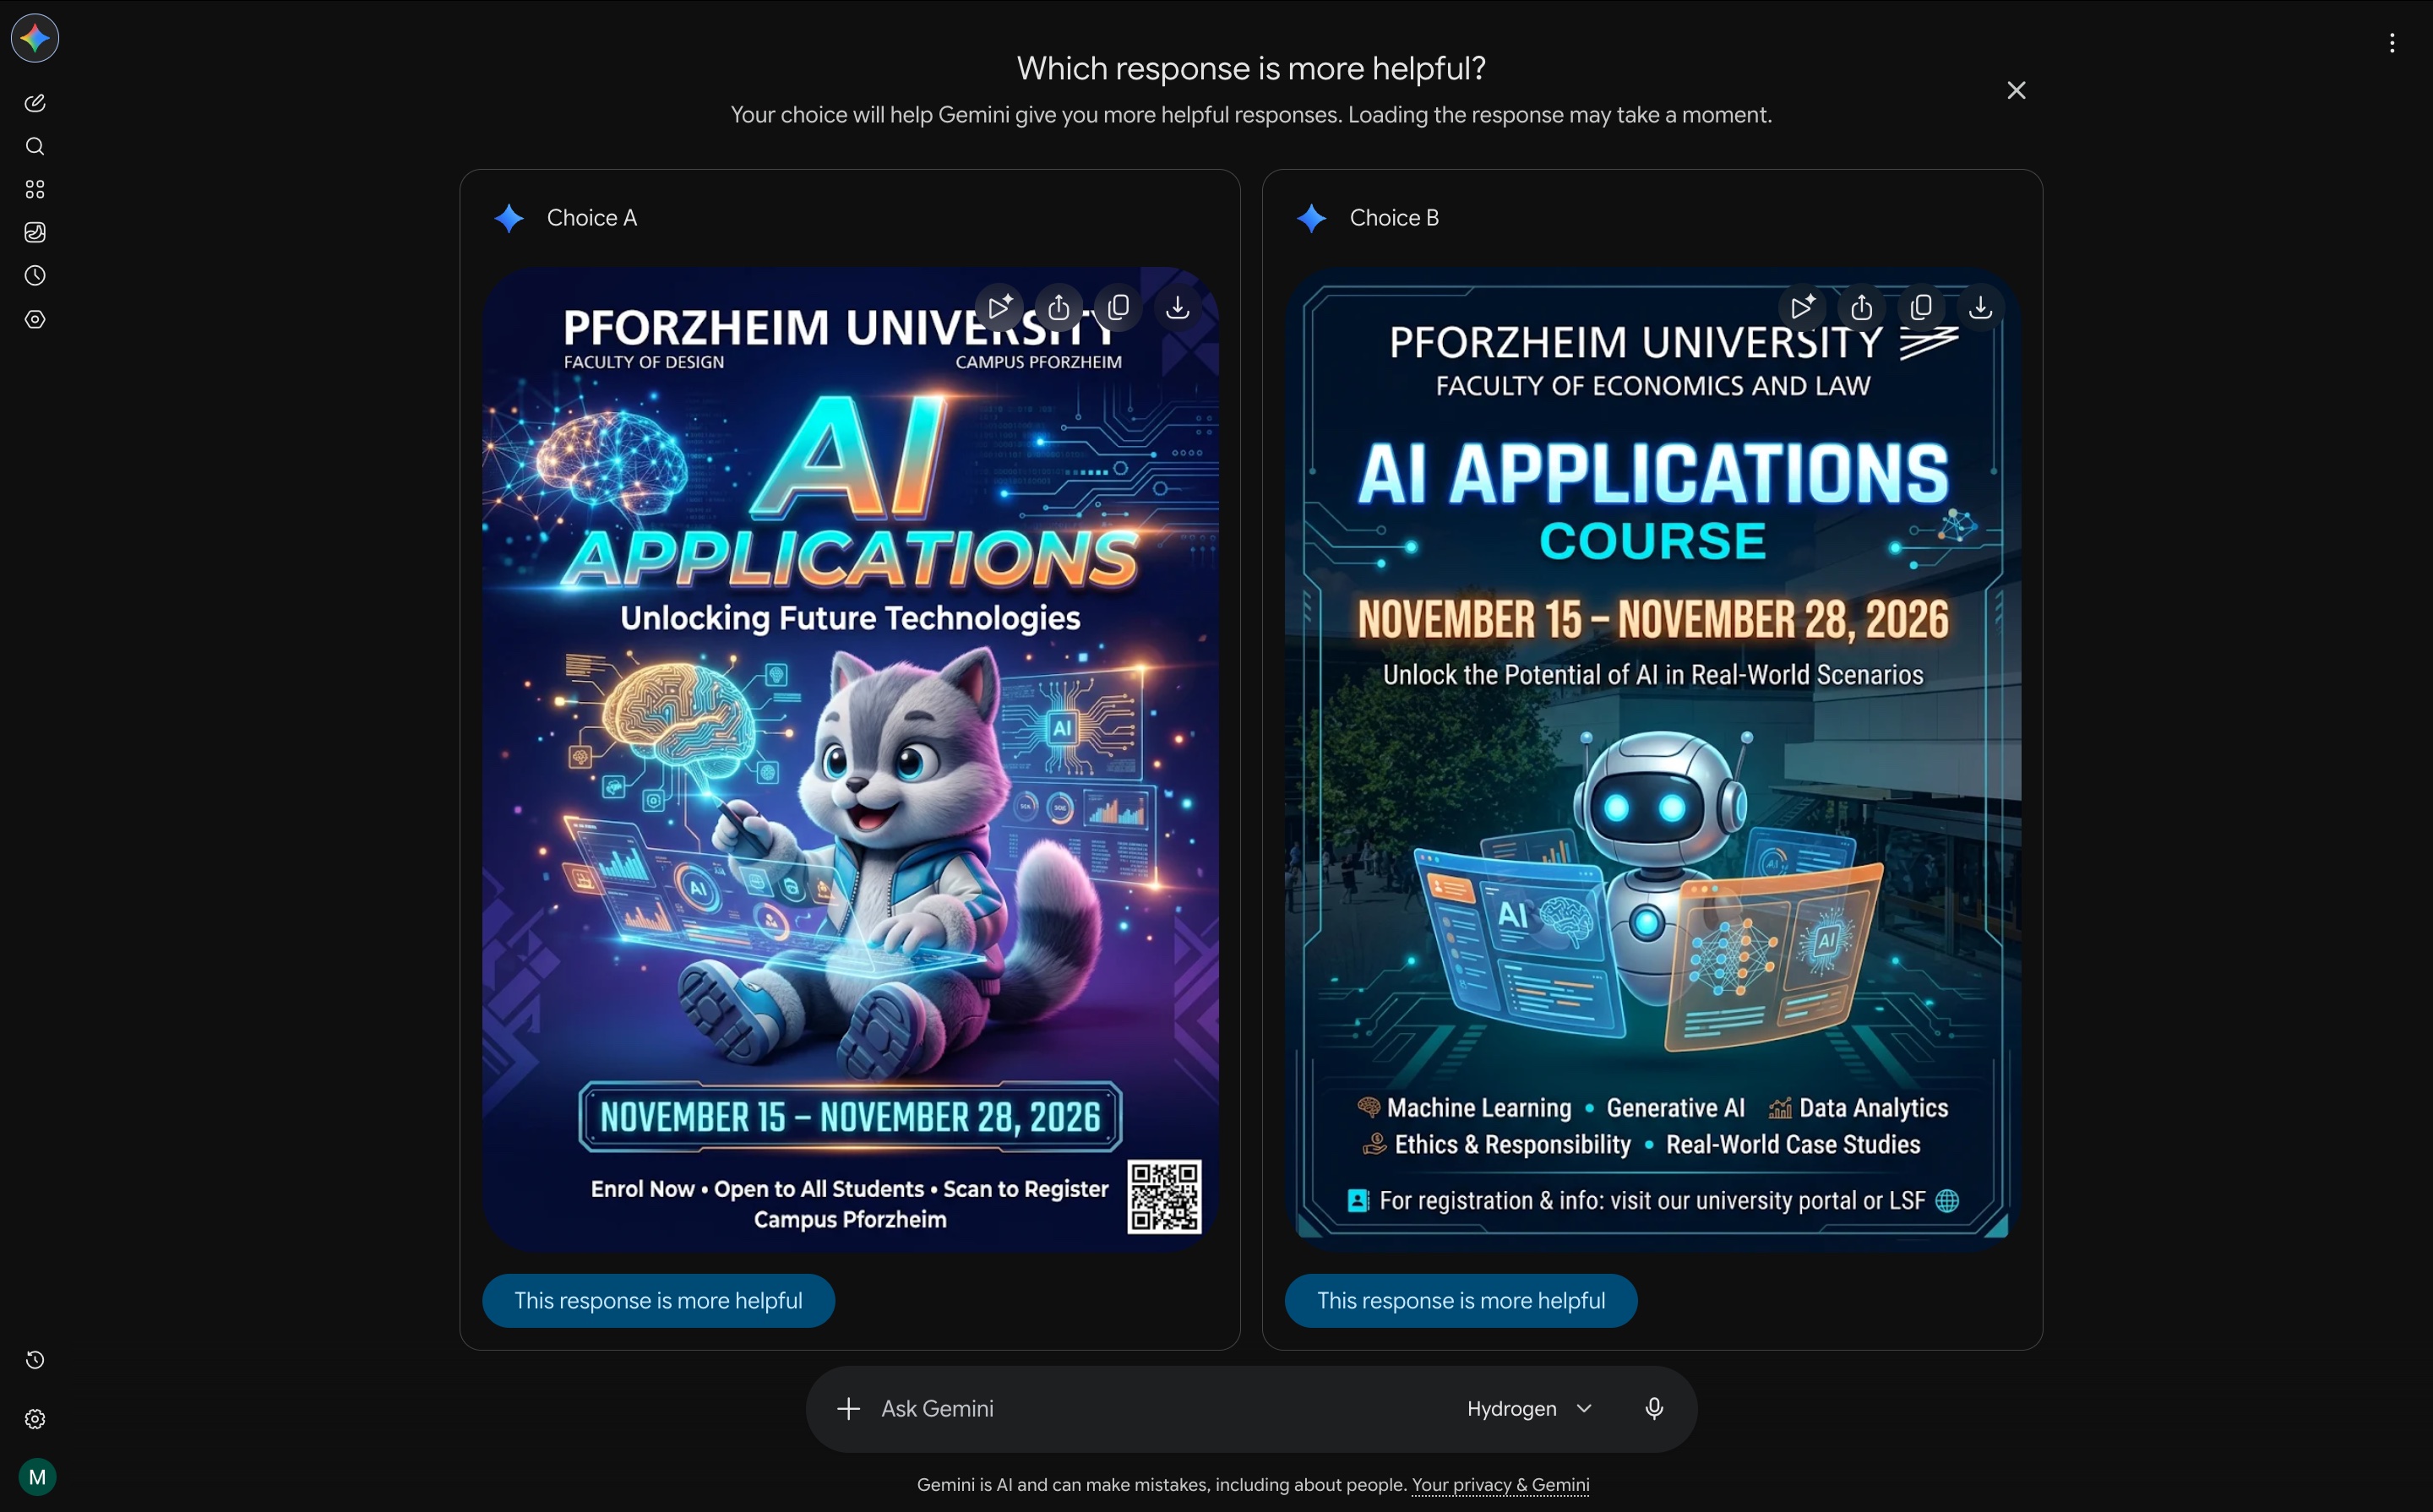 Which response is more helpful?
Your choice will help Gemini give you more helpful responses. Loading the response may take a moment.
Choice A
PFORZHEIM UNIVERSITY
FACULTY OF DESIGN CAMPUS PFORZHEIM
AI
APPLICATIONS
Unlocking Future Technologies
AI
AI
NOVEMBER 15 – NOVEMBER 28, 2026
Enrol Now • Open to All Students • Scan to Register
Campus Pforzheim
This response is more helpful
Choice B
PFORZHEIM UNIVERSITY
FACULTY OF ECONOMICS AND LAW
AI APPLICATIONS
COURSE
NOVEMBER 15 – NOVEMBER 28, 2026
Unlock the Potential of AI in Real-World Scenarios
AI
AI
AI
Machine Learning • Generative AI Data Analytics
Ethics & Responsibility • Real-World Case Studies
For registration & info: visit our university portal or LSF
This response is more helpful
Ask Gemini
Hydrogen
M
Gemini is AI and can make mistakes, including about people. Your privacy & Gemini